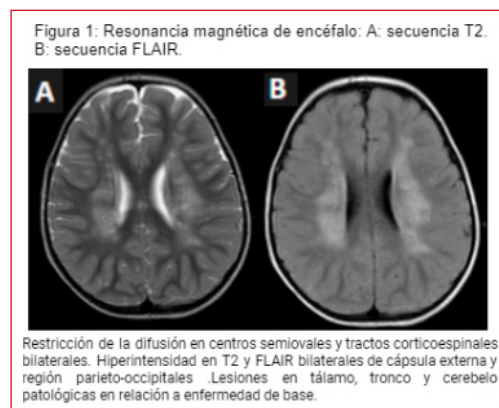 Figura 1: Resonancia magnética de encéfalo: A: secuencia T2.
B: secuencia FLAIR.
A
B
Restricción de la difusión en centros semiovales y tractos corticoespinales
bilaterales. Hiperintensidad en T2 y FLAIR bilaterales de cápsula externa y
región parieto-occipitales .Lesiones en tálamo, tronco y cerebelo
patológicas en relación a enfermedad de base.